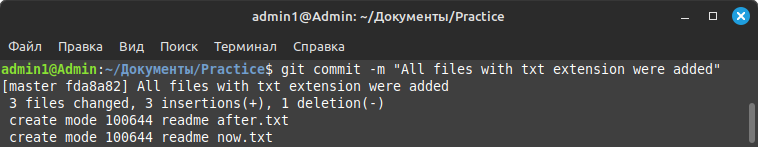 admin1@Admin: ~/Документы/Practice
Файл Правка Вид Поиск Терминал Справка
admin1@Admin:~/Документы/Practice$ git commit -m "All files with txt extension were added"
[master fda8a82] All files with txt extension were added
 3 files changed, 3 insertions(+), 1 deletion(-)
 create mode 100644 readme after.txt
 create mode 100644 readme now.txt